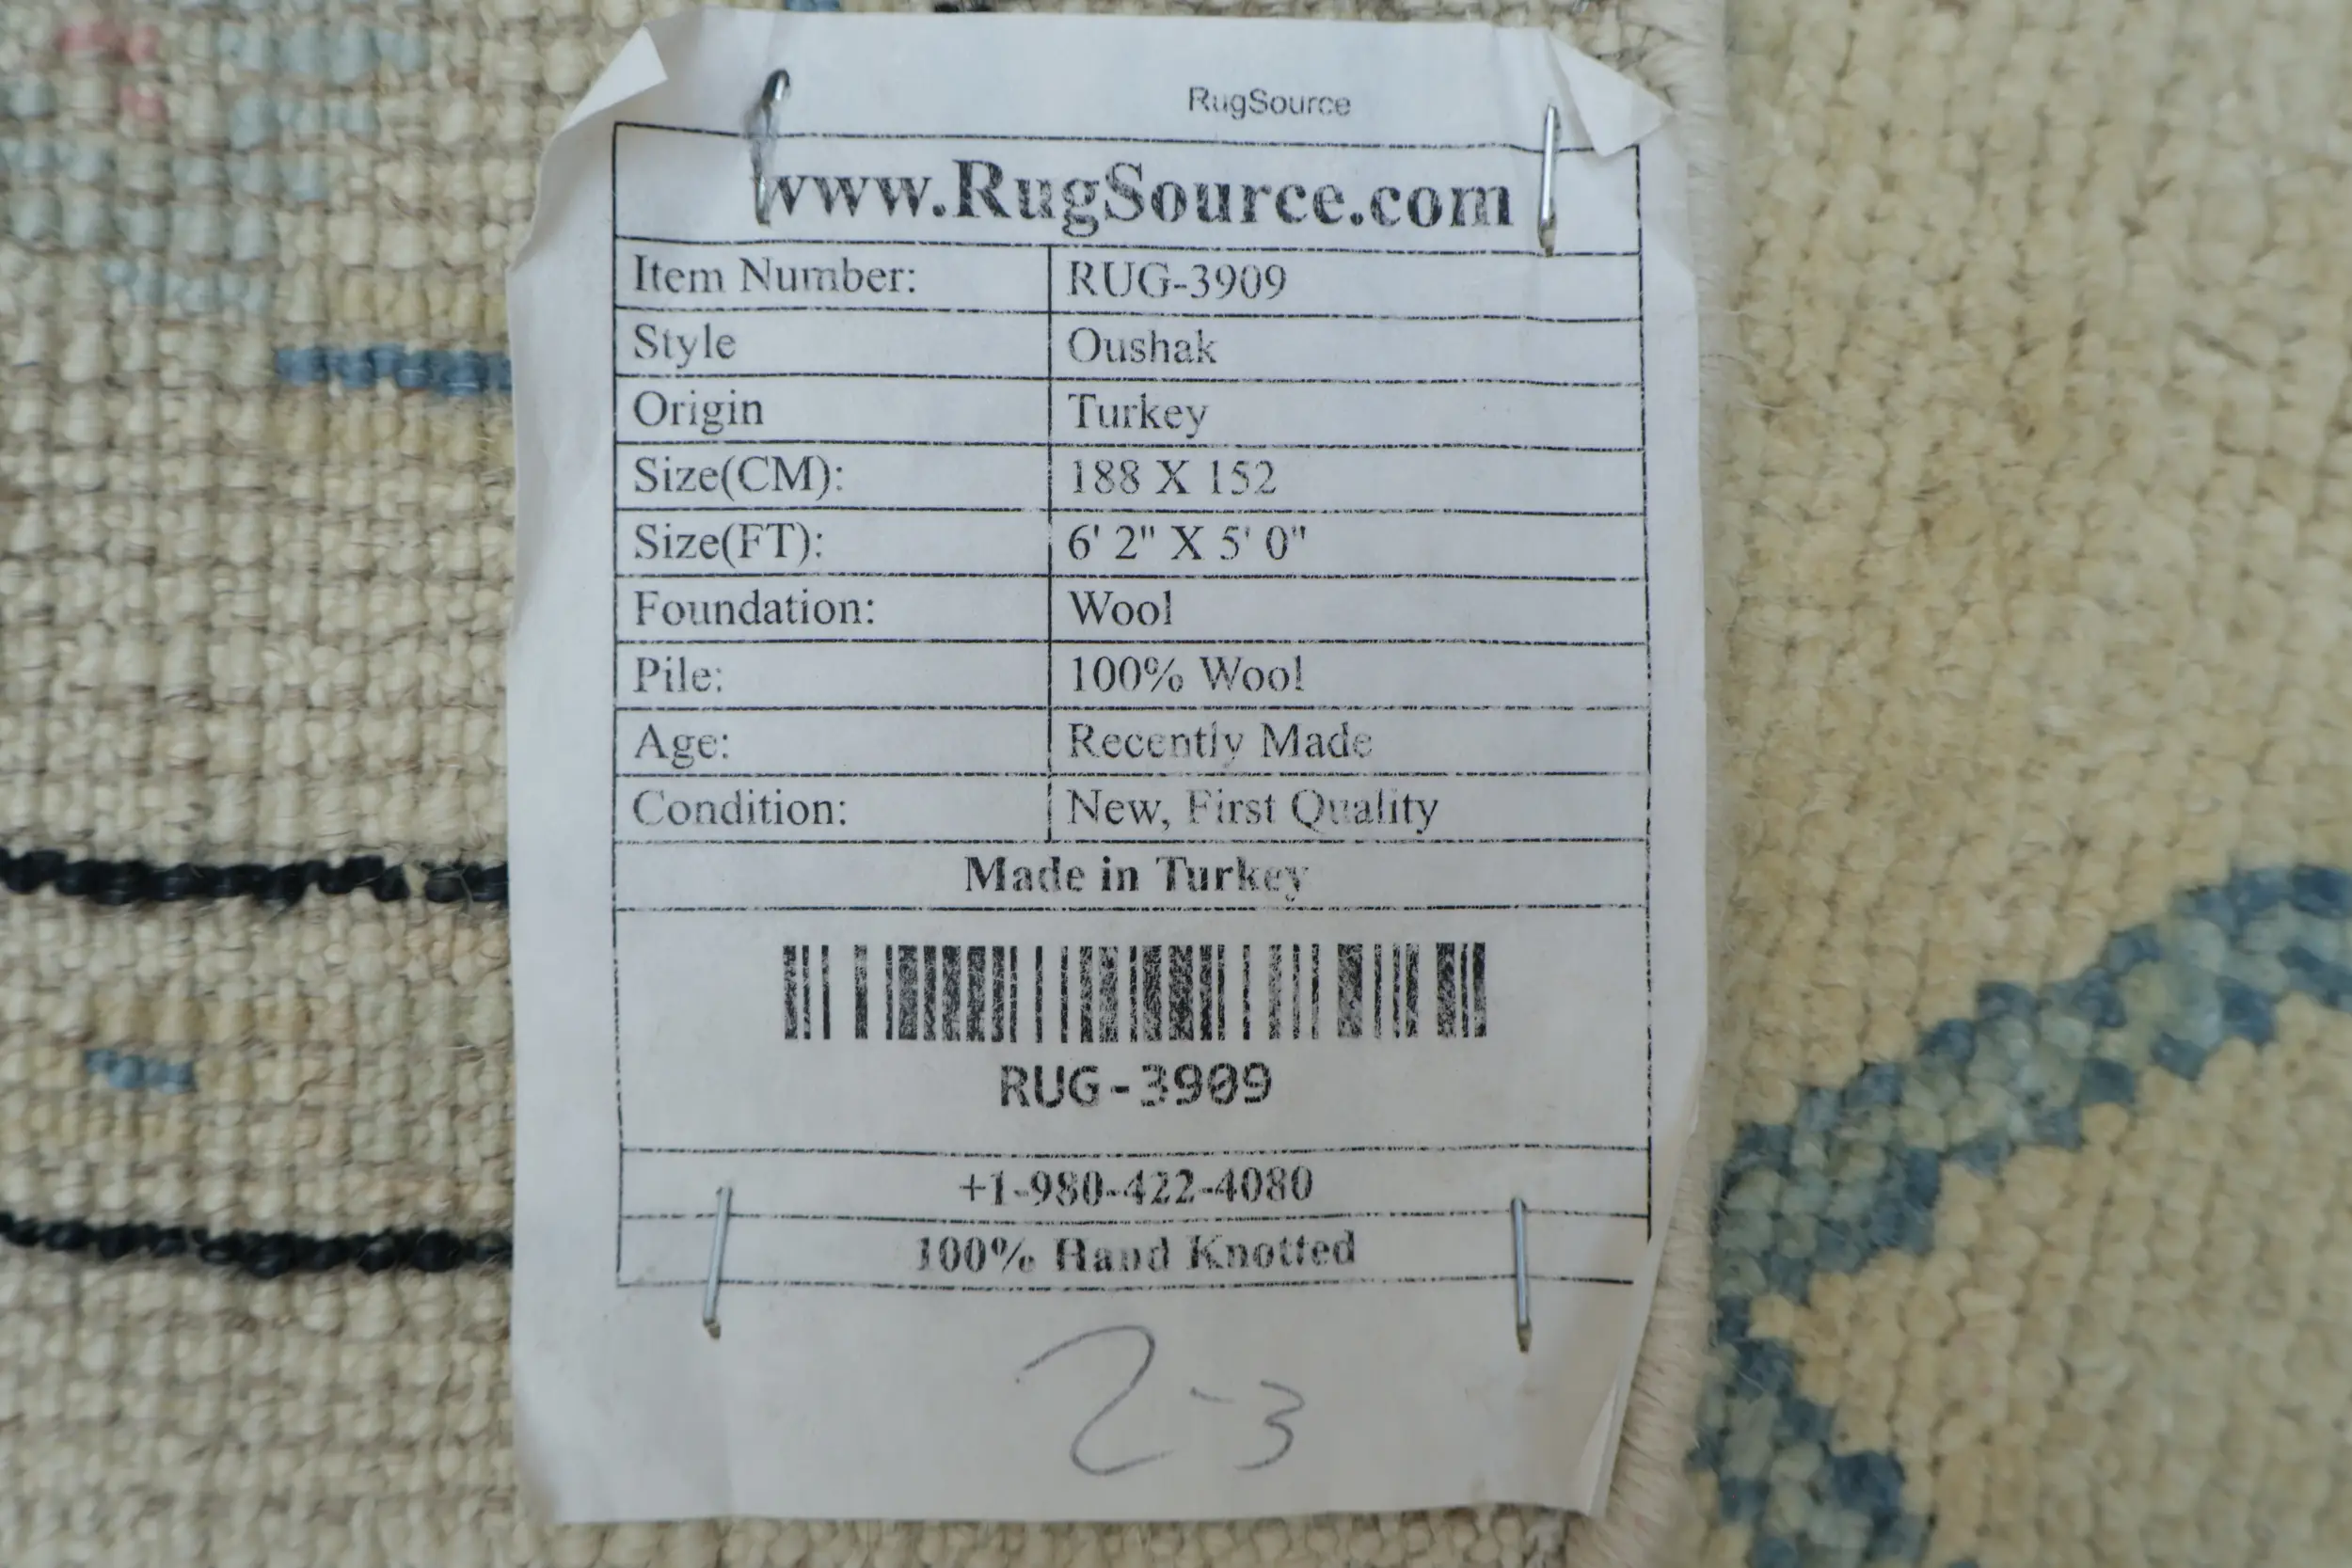 RugSource
www.RugSource.com
Item Number: RUG-3909
Style Oushak
Origin Turkey
Size(CM): 188 X 152
Size(FT): 6' 2" X 5' 0"
Foundation: Wool
Pile: 100% Wool
Age: Recently Made
Condition: New, First Quality
Made in Turkey
RUG-3909
+1-980-422-4080
100% Hand Knotted
2-3